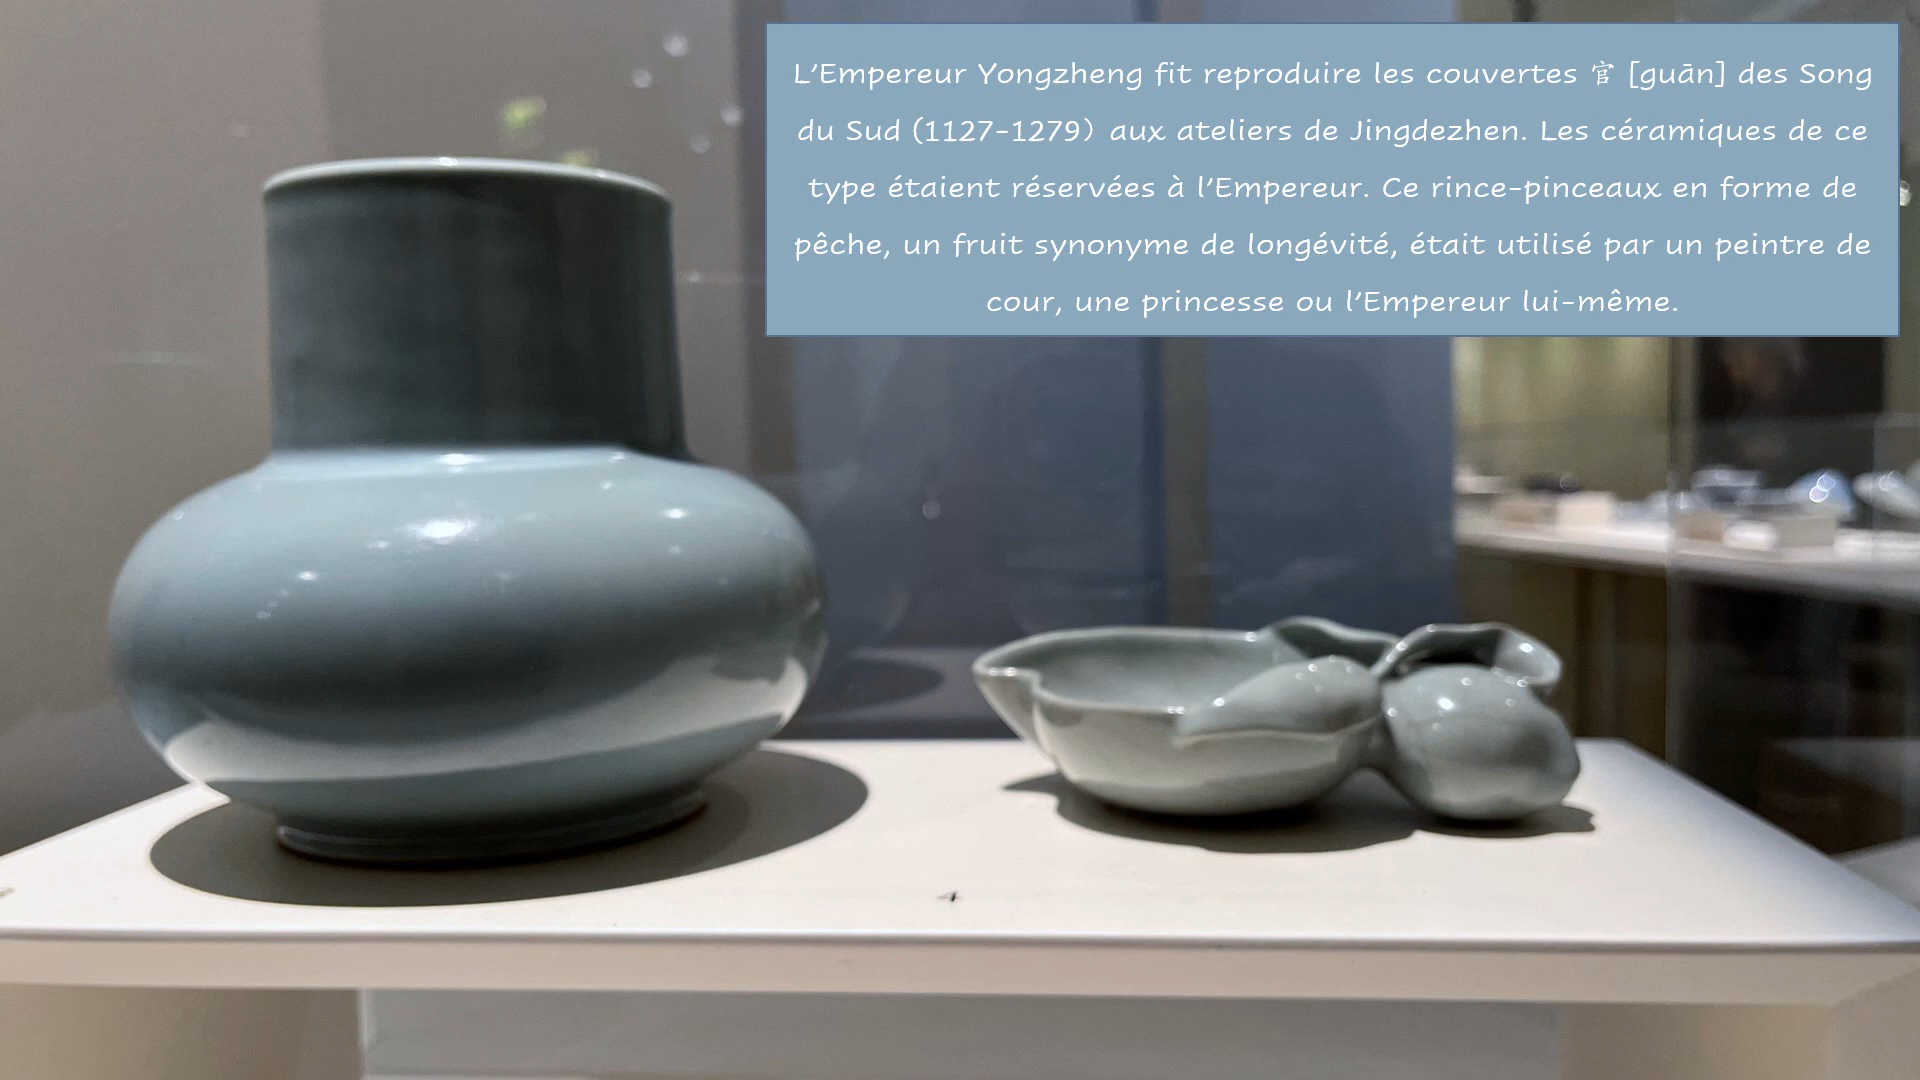 L’Empereur Yongzheng fit reproduire les couvertes 官 [guān] des Song
du Sud (1127-1279）aux ateliers de Jingdezhen. Les céramiques de ce
type étaient réservées à l’Empereur. Ce rince-pinceaux en forme de
pêche, un fruit synonyme de longévité, était utilisé par un peintre de
cour, une princesse ou l’Empereur lui-même.
4